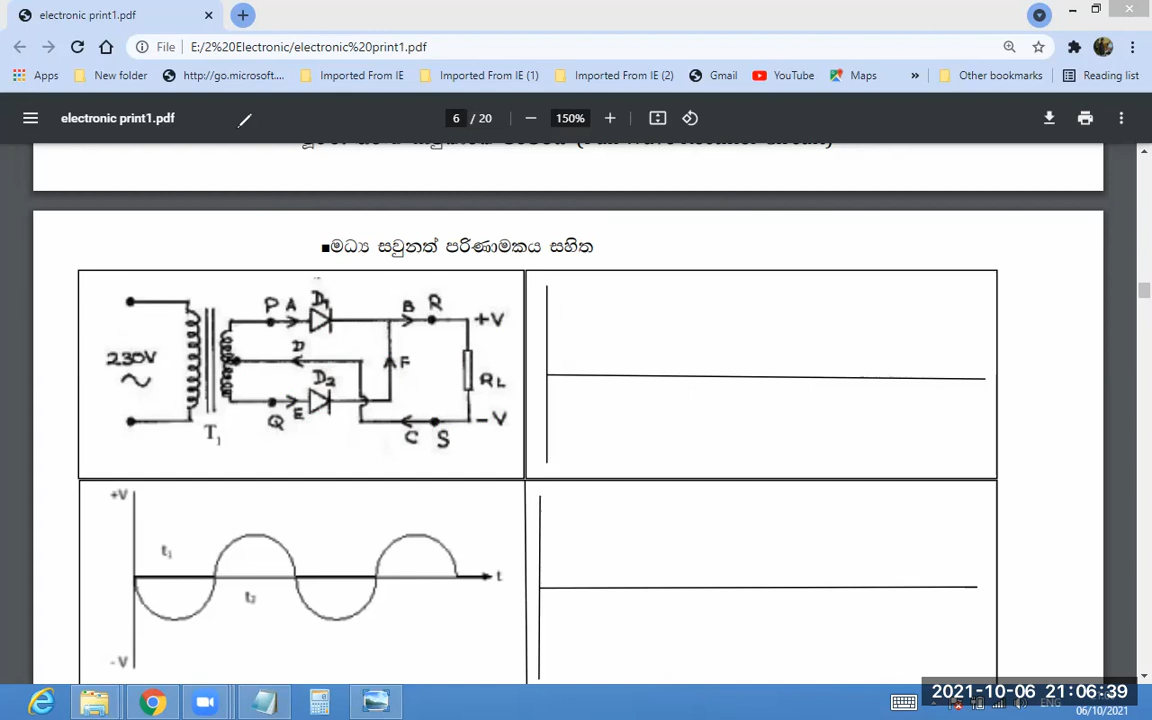 electronic print1.pdf
File E:/2%20Electronic/electronic%20print1.pdf
Apps New folder http://go.microsoft.... Imported From IE Imported From IE (1) Imported From IE (2) Gmail YouTube Maps » Other bookmarks Reading list
electronic print1.pdf 6 / 20 150%
මධ්‍ය සවුනත් පරිණාමකය සහිත
230V
T1
P A D1 B R +V
D F
D2 RL
Q E C S -V
+V
t1
t
t2
-V
ENG
2021-10-06 21:06:39
06/10/2021